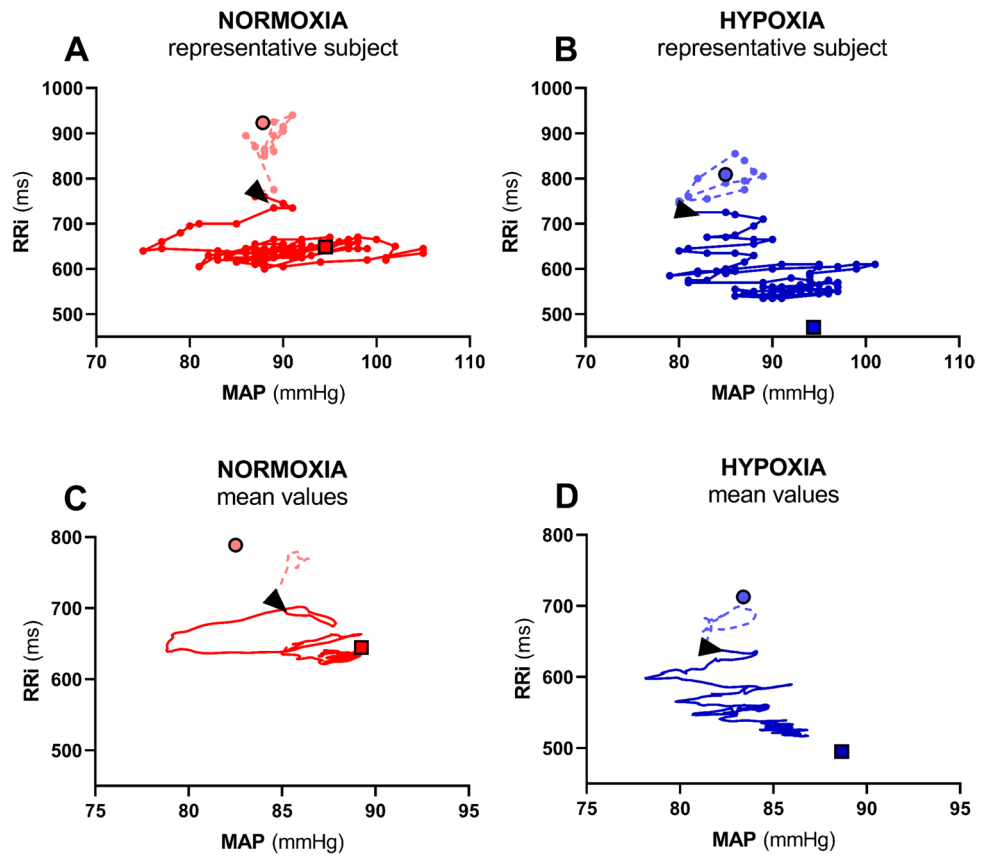 A
NORMOXIA
representative subject
1000
900
800
700
600
500
RRi (ms)
70
80
90
100
110
MAP (mmHg)
B
HYPOXIA
representative subject
1000
900
800
700
600
500
RRi (ms)
70
80
90
100
110
MAP (mmHg)
C
NORMOXIA
mean values
800
700
600
500
RRi (ms)
75
80
85
90
95
MAP (mmHg)
D
HYPOXIA
mean values
800
700
600
500
RRi (ms)
75
80
85
90
95
MAP (mmHg)